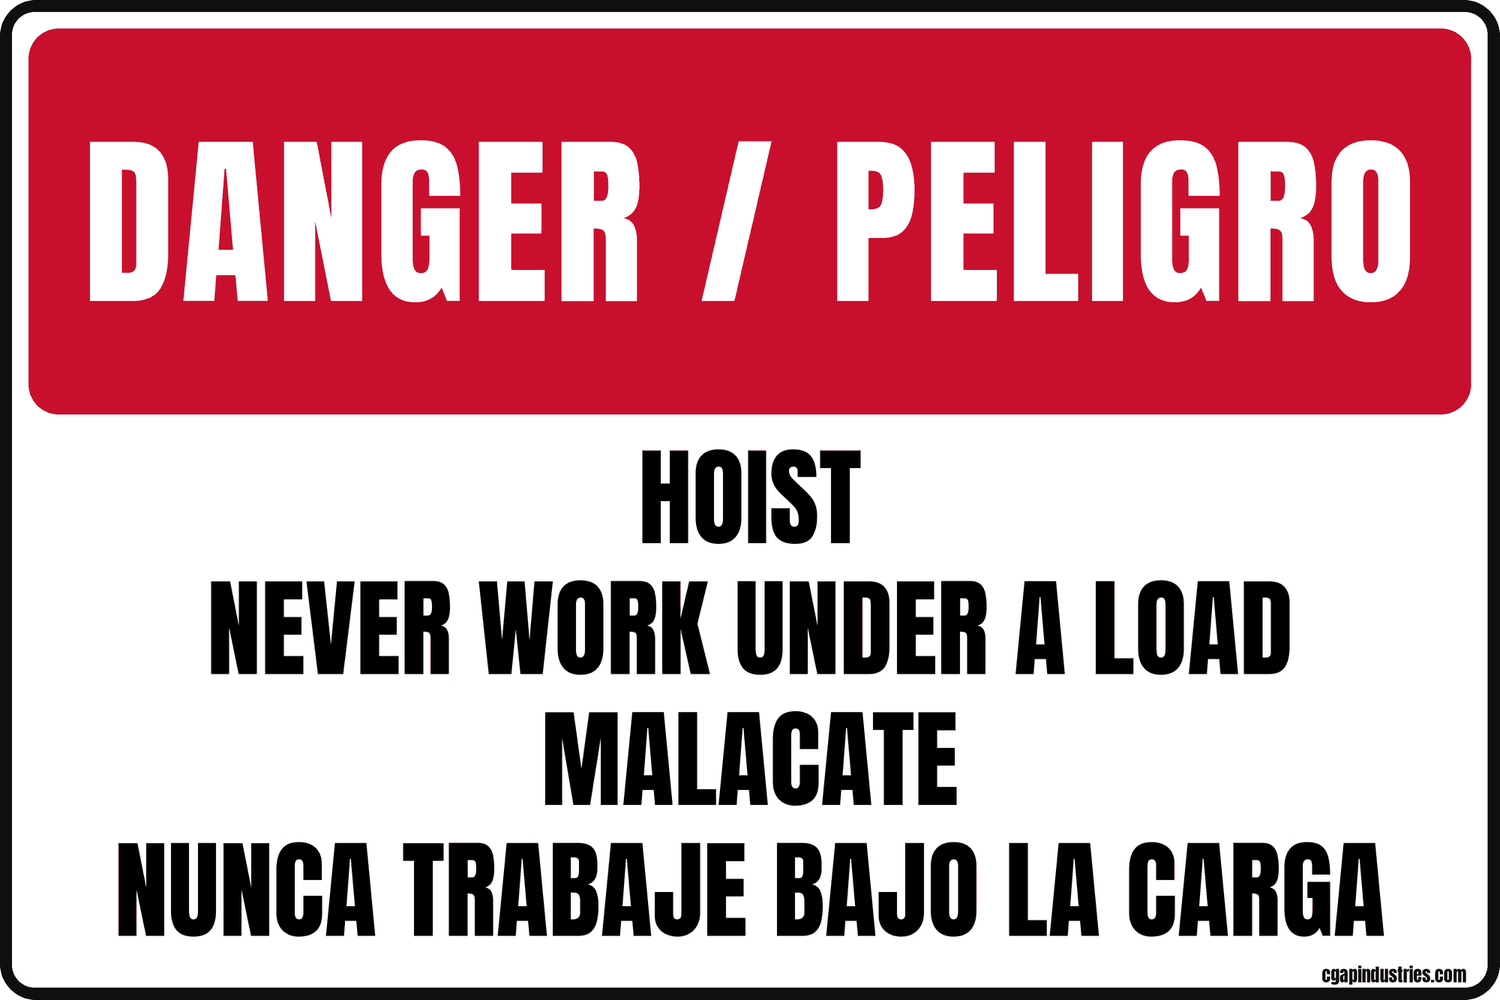 DANGER / PELIGRO
HOIST
NEVER WORK UNDER A LOAD
MALACATE
NUNCA TRABAJE BAJO LA CARGA
cgapindustries.com